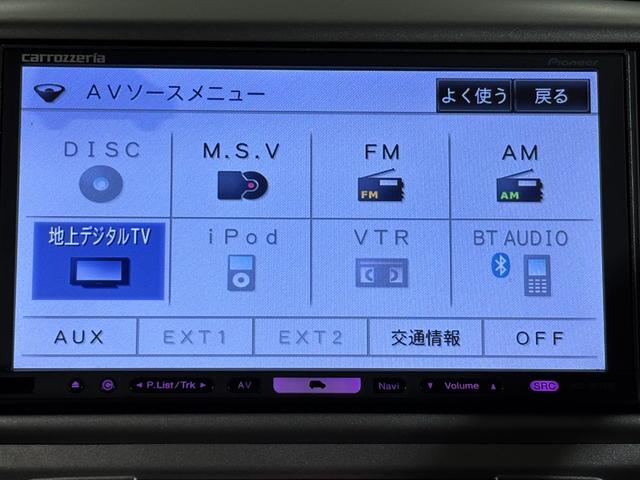 carrozzeria Pioneer
AVソースメニュー よく使う 戻る
DISC M.S.V FM AM
FM AM
地上デジタルTV iPod VTR BT AUDIO
AUX EXT1 EXT2 交通情報 OFF
P.List/Trk AV Navi Volume SRC